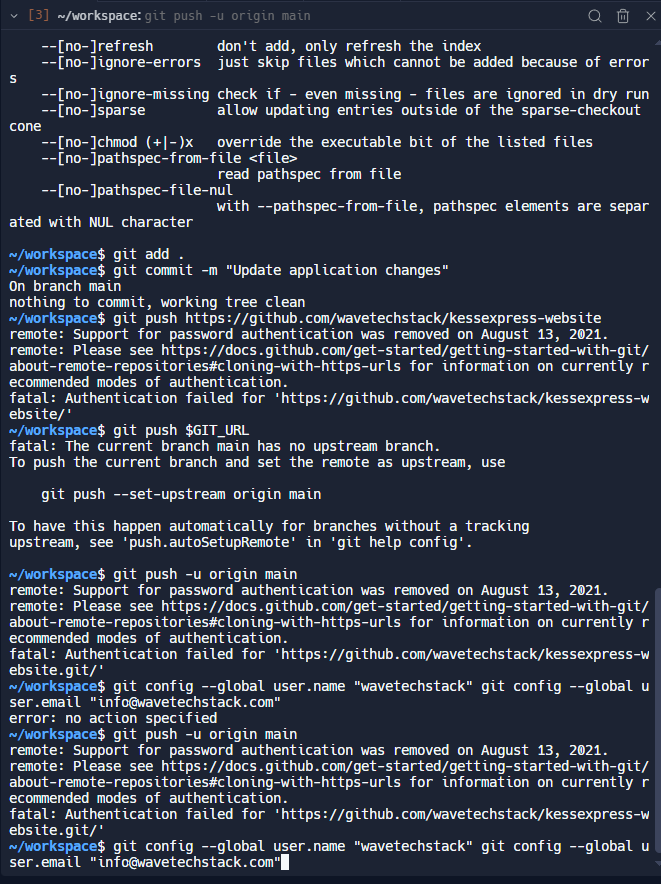 [3] ~/workspace: git push -u origin main
    --[no-]refresh        don't add, only refresh the index
    --[no-]ignore-errors  just skip files which cannot be added because of error
s
    --[no-]ignore-missing check if - even missing - files are ignored in dry run
    --[no-]sparse         allow updating entries outside of the sparse-checkout
cone
    --[no-]chmod (+|-)x   override the executable bit of the listed files
    --[no-]pathspec-from-file <file>
                          read pathspec from file
    --[no-]pathspec-file-nul
                          with --pathspec-from-file, pathspec elements are separ
ated with NUL character

~/workspace$ git add .
~/workspace$ git commit -m "Update application changes"
On branch main
nothing to commit, working tree clean
~/workspace$ git push https://github.com/wavetechstack/kessexpress-website
remote: Support for password authentication was removed on August 13, 2021.
remote: Please see https://docs.github.com/get-started/getting-started-with-git/
about-remote-repositories#cloning-with-https-urls for information on currently r
ecommended modes of authentication.
fatal: Authentication failed for 'https://github.com/wavetechstack/kessexpress-w
ebsite/'
~/workspace$ git push $GIT_URL
fatal: The current branch main has no upstream branch.
To push the current branch and set the remote as upstream, use

    git push --set-upstream origin main

To have this happen automatically for branches without a tracking
upstream, see 'push.autoSetupRemote' in 'git help config'.

~/workspace$ git push -u origin main
remote: Support for password authentication was removed on August 13, 2021.
remote: Please see https://docs.github.com/get-started/getting-started-with-git/
about-remote-repositories#cloning-with-https-urls for information on currently r
ecommended modes of authentication.
fatal: Authentication failed for 'https://github.com/wavetechstack/kessexpress-w
ebsite.git/'
~/workspace$ git config --global user.name "wavetechstack" git config --global u
ser.email "info@wavetechstack.com"
error: no action specified
~/workspace$ git push -u origin main
remote: Support for password authentication was removed on August 13, 2021.
remote: Please see https://docs.github.com/get-started/getting-started-with-git/
about-remote-repositories#cloning-with-https-urls for information on currently r
ecommended modes of authentication.
fatal: Authentication failed for 'https://github.com/wavetechstack/kessexpress-w
ebsite.git/'
~/workspace$ git config --global user.name "wavetechstack" git config --global u
ser.email "info@wavetechstack.com"